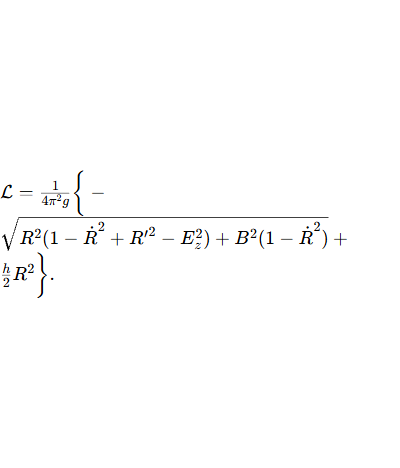 ℒ = 1/(4π²g) { −
√(R²(1 − Ṙ² + R′² − E_z²) + B²(1 − Ṙ²)) +
h/2 R² } .